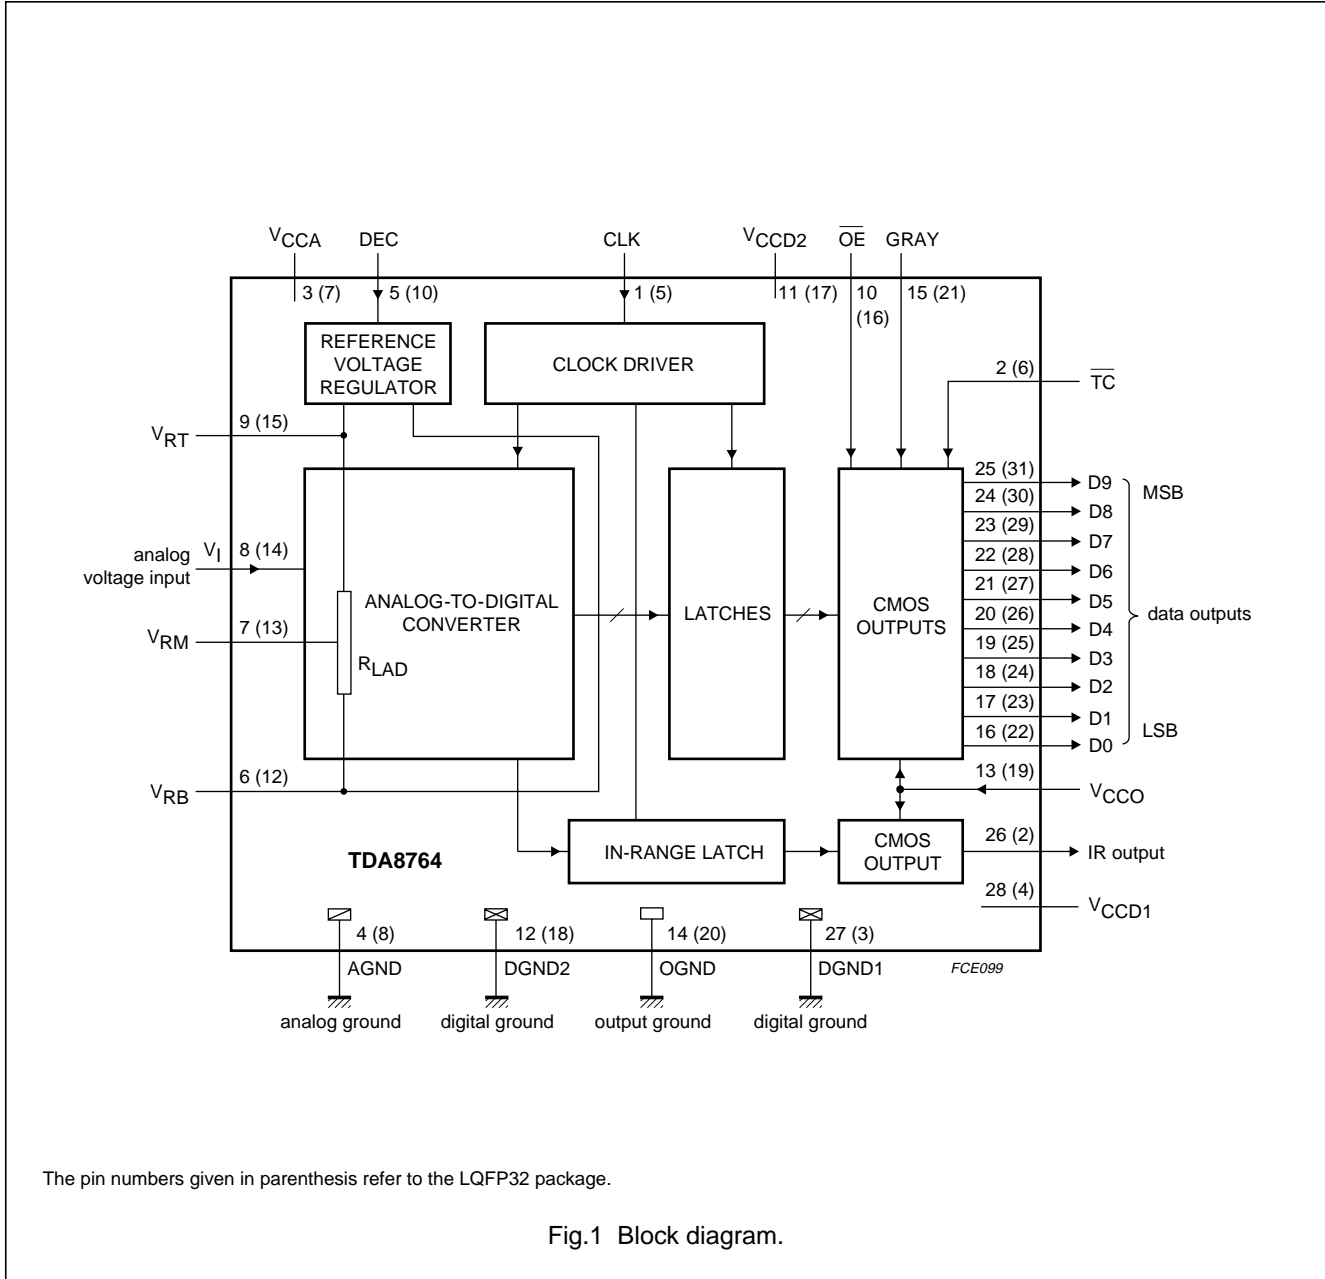 VCCA DEC CLK VCCD2 OE GRAY
3 (7) 5 (10) 1 (5) 11 (17) 10 (16) 15 (21)
REFERENCE
VOLTAGE
REGULATOR
CLOCK DRIVER
2 (6) TC
VRT 9 (15)
analog
voltage input
VI 8 (14)
VRM 7 (13)
RLAD
ANALOG-TO-DIGITAL
CONVERTER
LATCHES
CMOS
OUTPUTS
25 (31) D9 MSB
24 (30) D8
23 (29) D7
22 (28) D6
21 (27) D5
20 (26) D4
19 (25) D3
18 (24) D2
17 (23) D1
16 (22) D0 LSB
data outputs
VRB 6 (12)
13 (19) VCCO
TDA8764
IN-RANGE LATCH
CMOS
OUTPUT
26 (2) IR output
28 (4) VCCD1
4 (8) 12 (18) 14 (20) 27 (3)
AGND DGND2 OGND DGND1 FCE099
analog ground digital ground output ground digital ground
The pin numbers given in parenthesis refer to the LQFP32 package.
Fig.1 Block diagram.